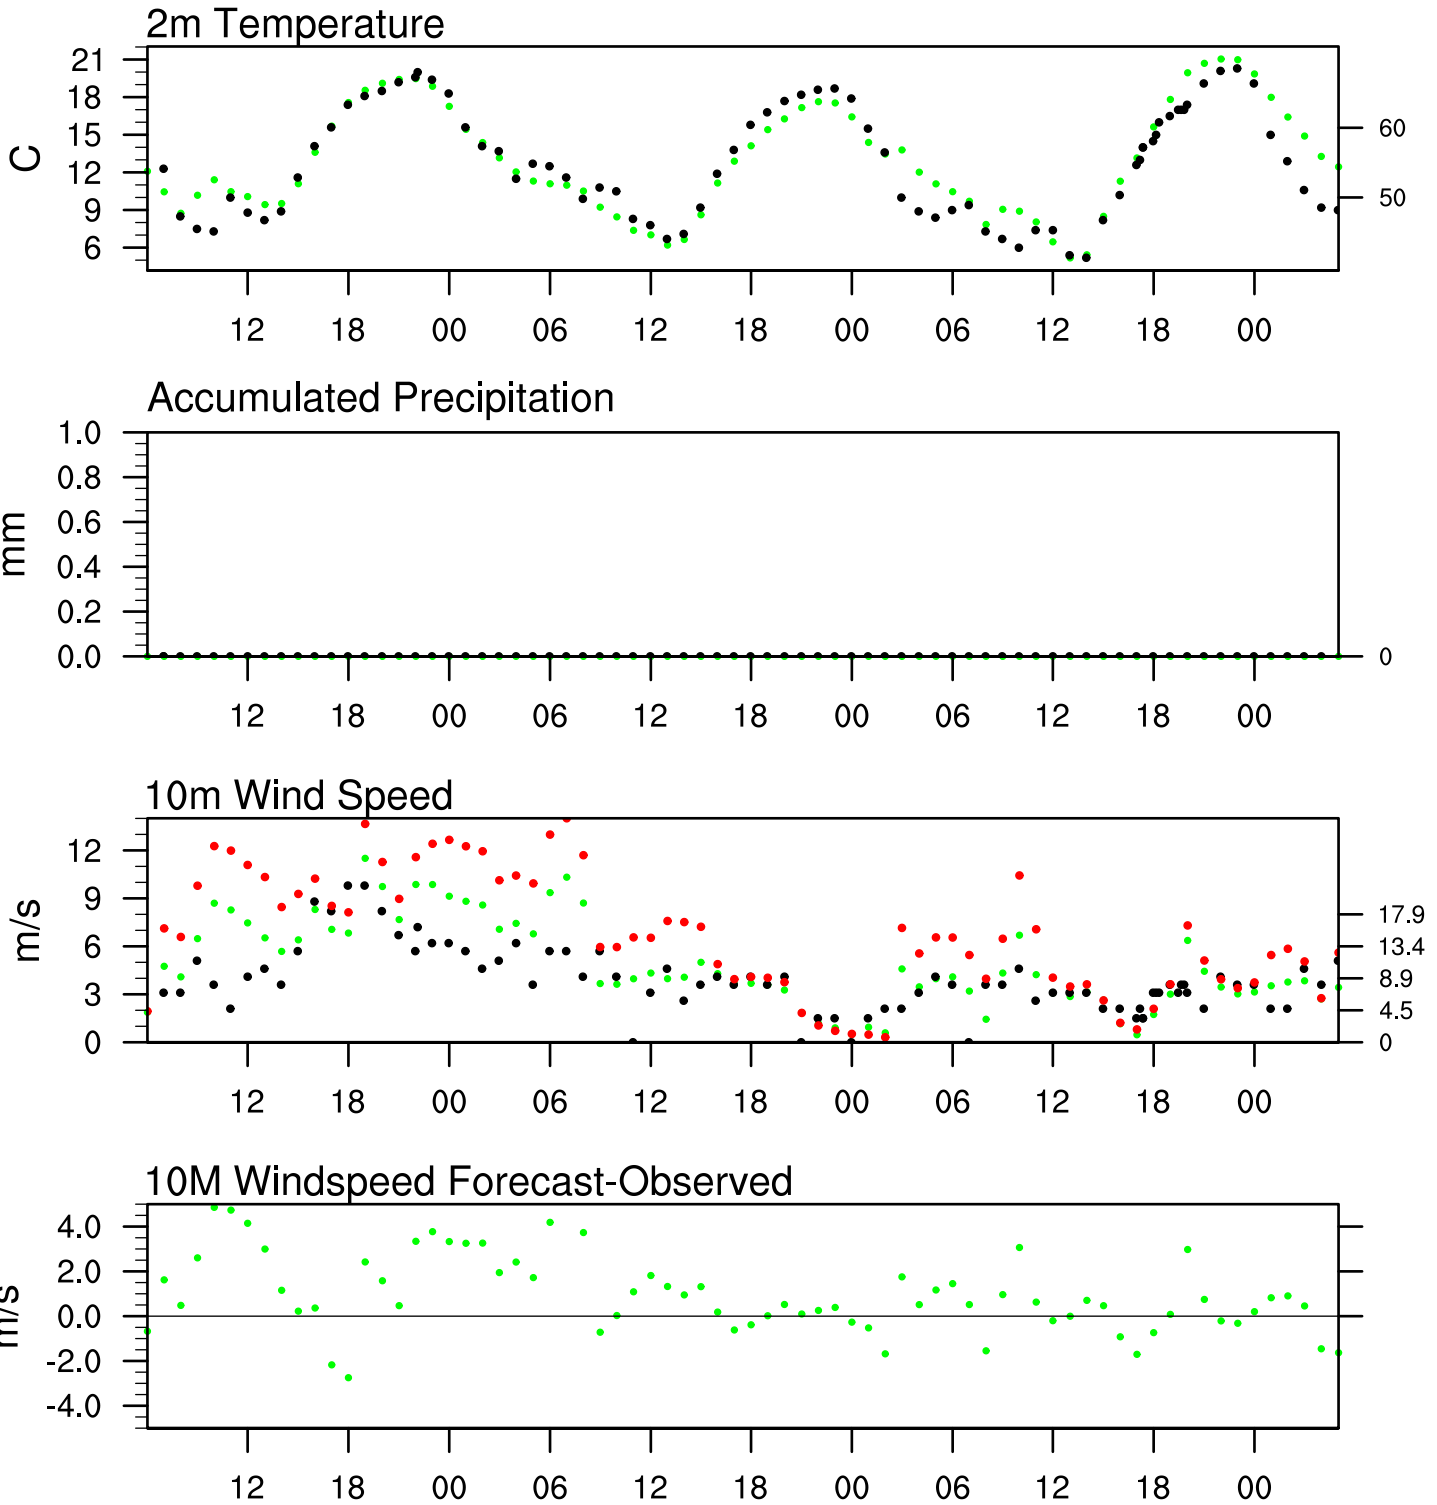 2m Temperature
21
18
15
12
9
6
C
60
50
12 18 00 06 12 18 00 06 12 18 00
Accumulated Precipitation
1.0
0.8
0.6
0.4
0.2
0.0
mm
0
12 18 00 06 12 18 00 06 12 18 00
10m Wind Speed
12
9
6
3
0
m/s
17.9
13.4
8.9
4.5
0
12 18 00 06 12 18 00 06 12 18 00
10M Windspeed Forecast-Observed
4.0
2.0
0.0
-2.0
-4.0
m/s
12 18 00 06 12 18 00 06 12 18 00